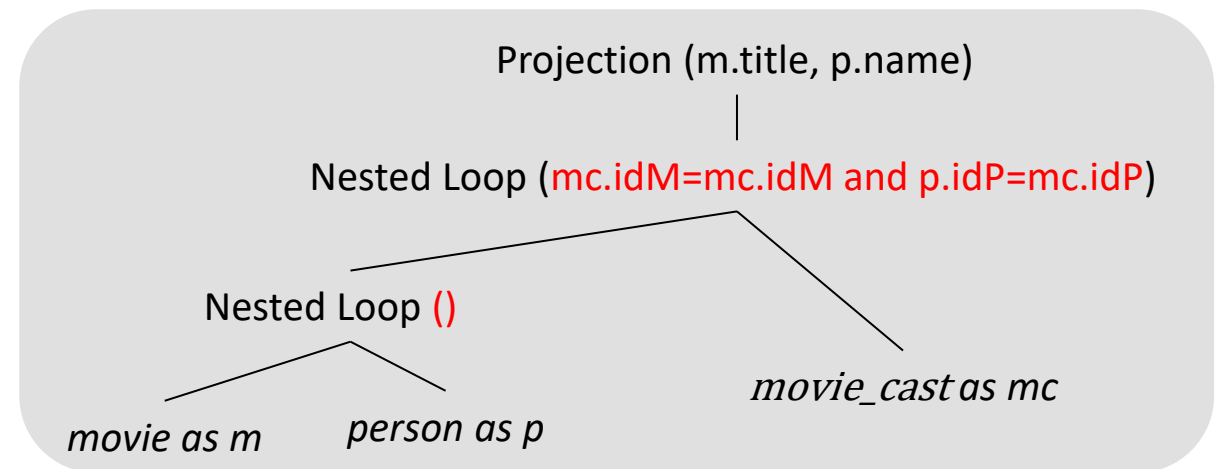 Projection (m.title, p.name)
Nested Loop (mc.idM=mc.idM and p.idP=mc.idP)
Nested Loop ()
movie_cast as mc
movie as m
person as p